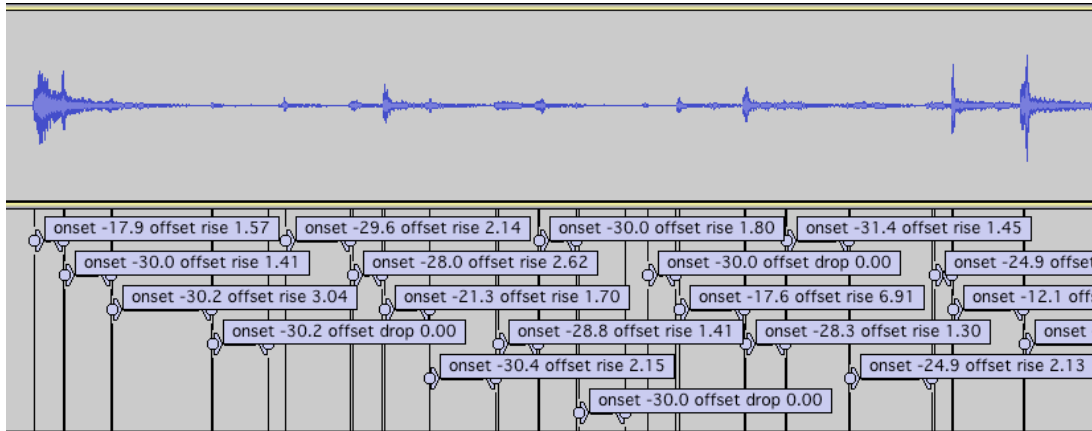 onset -17.9 offset rise 1.57
onset -29.6 offset rise 2.14
onset -30.0 offset rise 1.80
onset -31.4 offset rise 1.45
onset -30.0 offset rise 1.41
onset -28.0 offset rise 2.62
onset -30.0 offset drop 0.00
onset -24.9 offset
onset -30.2 offset rise 3.04
onset -21.3 offset rise 1.70
onset -17.6 offset rise 6.91
onset -12.1 offs
onset -30.2 offset drop 0.00
onset -28.8 offset rise 1.41
onset -28.3 offset rise 1.30
onset
onset -30.4 offset rise 2.15
onset -24.9 offset rise 2.13
onset -30.0 offset drop 0.00